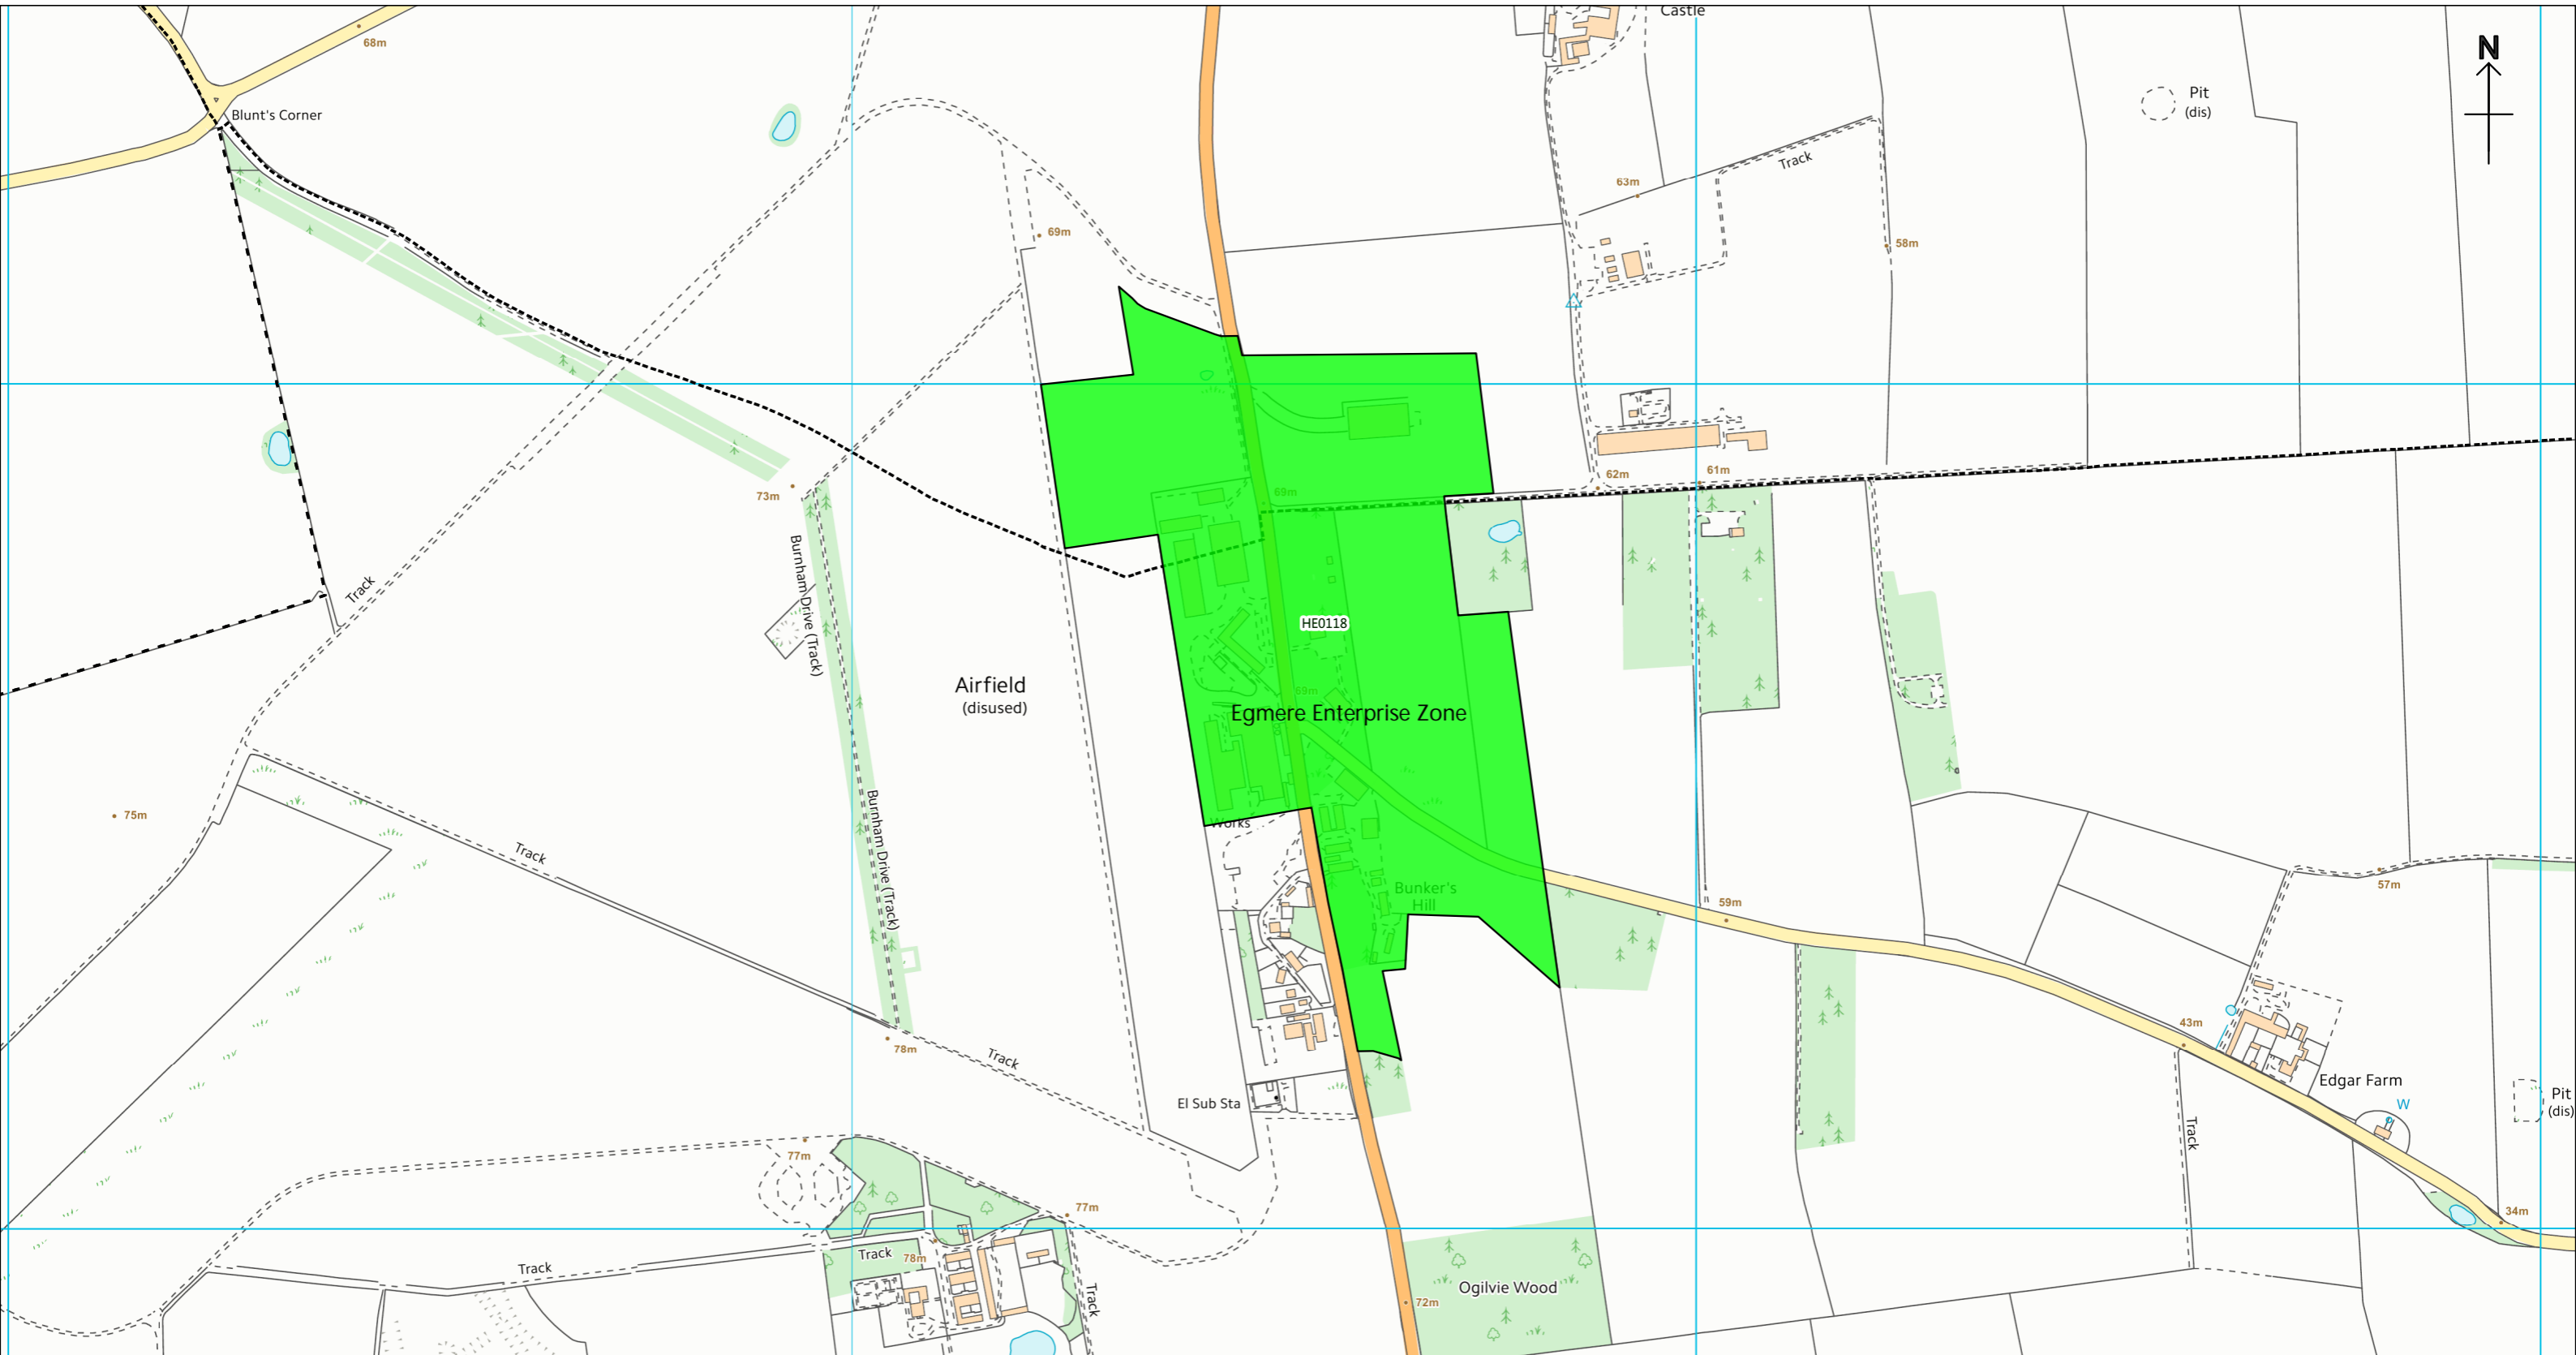 Castle
N
68m
Pit
(dis)
Blunt's Corner
Track
63m
69m
58m
62m
61m
73m
69m
Burnham Drive (Track)
Track
HE0118
Airfield
(disused)
69m
Egmere Enterprise Zone
75m
Works
Burnham Drive (Track)
Track
57m
Bunker's
Hill
59m
43m
78m
Track
Edgar Farm
Pit
(dis)
El Sub Sta
W
Track
77m
77m
34m
Track
78m
Track
Track
Ogilvie Wood
72m